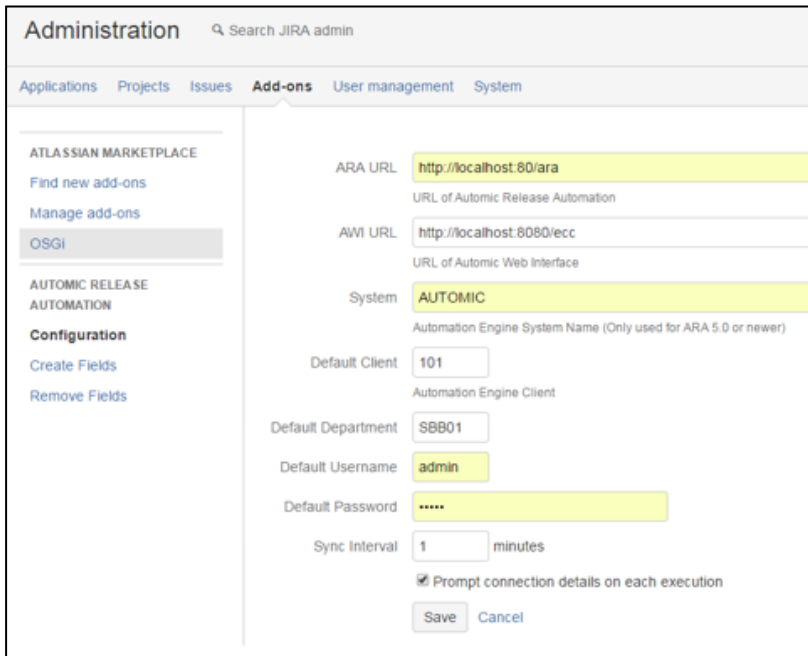 Administration
Search JIRA admin
Applications Projects Issues Add-ons User management System
ATLASSIAN MARKETPLACE
Find new add-ons
Manage add-ons
OSGi
AUTOMIC RELEASE
AUTOMATION
Configuration
Create Fields
Remove Fields
ARA URL http://localhost:80/ara
URL of Automic Release Automation
AWI URL http://localhost:8080/ecc
URL of Automic Web Interface
System AUTOMIC
Automation Engine System Name (Only used for ARA 5.0 or newer)
Default Client 101
Automation Engine Client
Default Department SBB01
Default Username admin
Default Password •••••
Sync Interval 1 minutes
Prompt connection details on each execution
Save Cancel